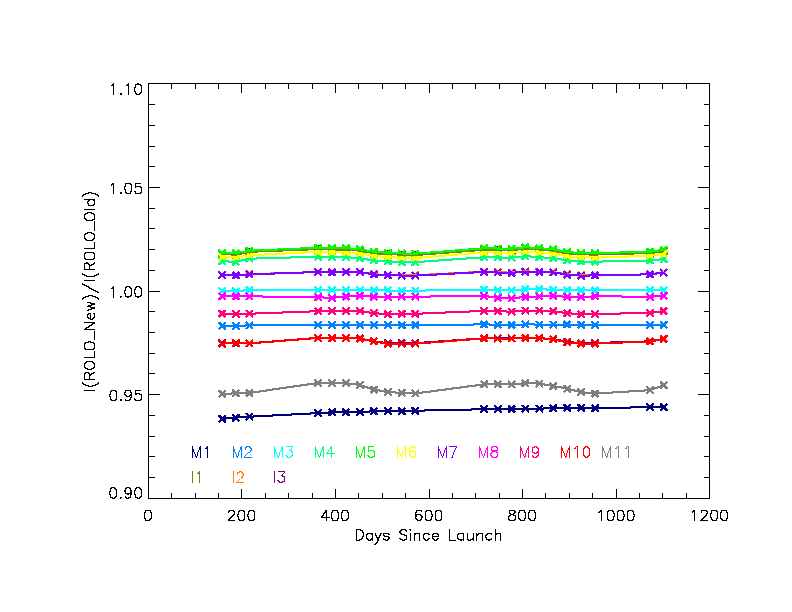 1.10
1.05
1.00
0.95
0.90
I(ROLO_New)/I(ROLO_Old)
M1 M2 M3 M4 M5 M6 M7 M8 M9 M10 M11
I1 I2 I3
0 200 400 600 800 1000 1200
Days Since Launch